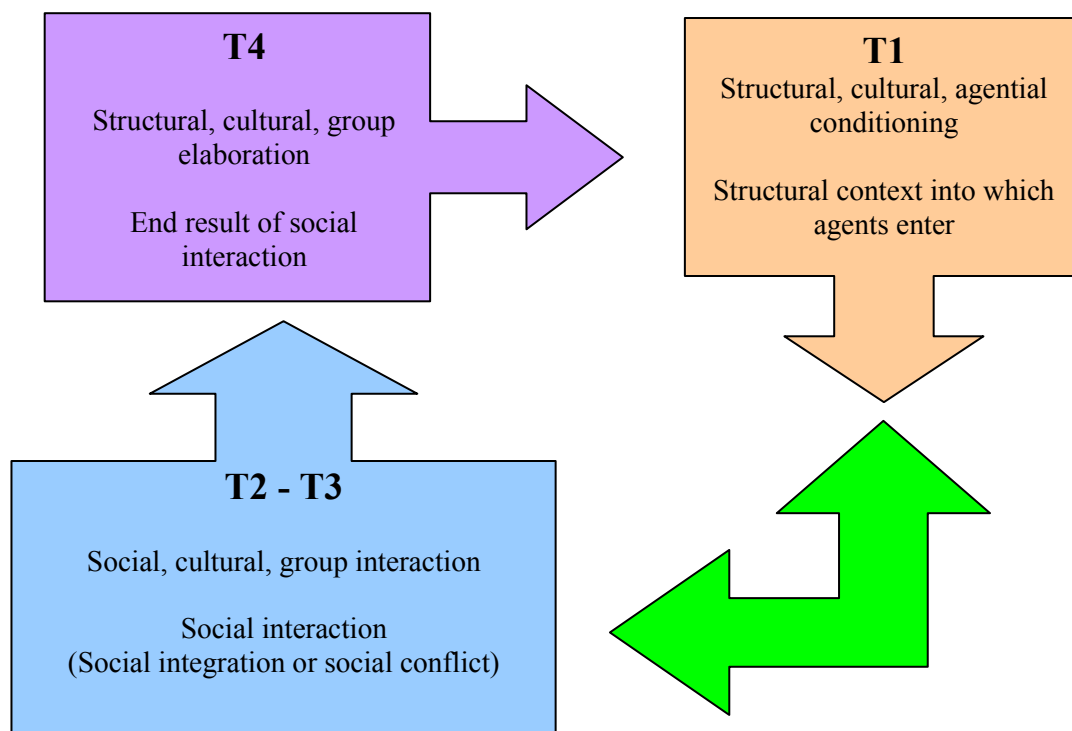 T4
Structural, cultural, group
elaboration
End result of social
interaction
T1
Structural, cultural, agential
conditioning
Structural context into which
agents enter
T2 - T3
Social, cultural, group interaction
Social interaction
(Social integration or social conflict)